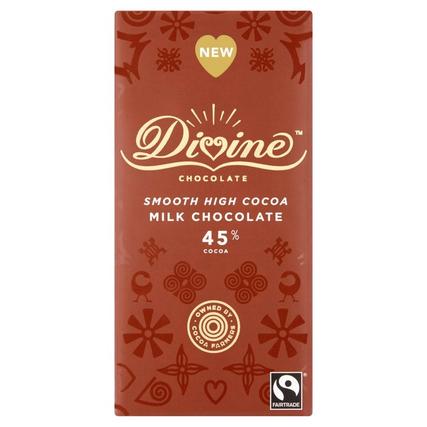 NEW
Divine™
CHOCOLATE
SMOOTH HIGH COCOA
MILK CHOCOLATE
45%
COCOA
OWNED BY
COCOA FARMERS
FAIRTRADE